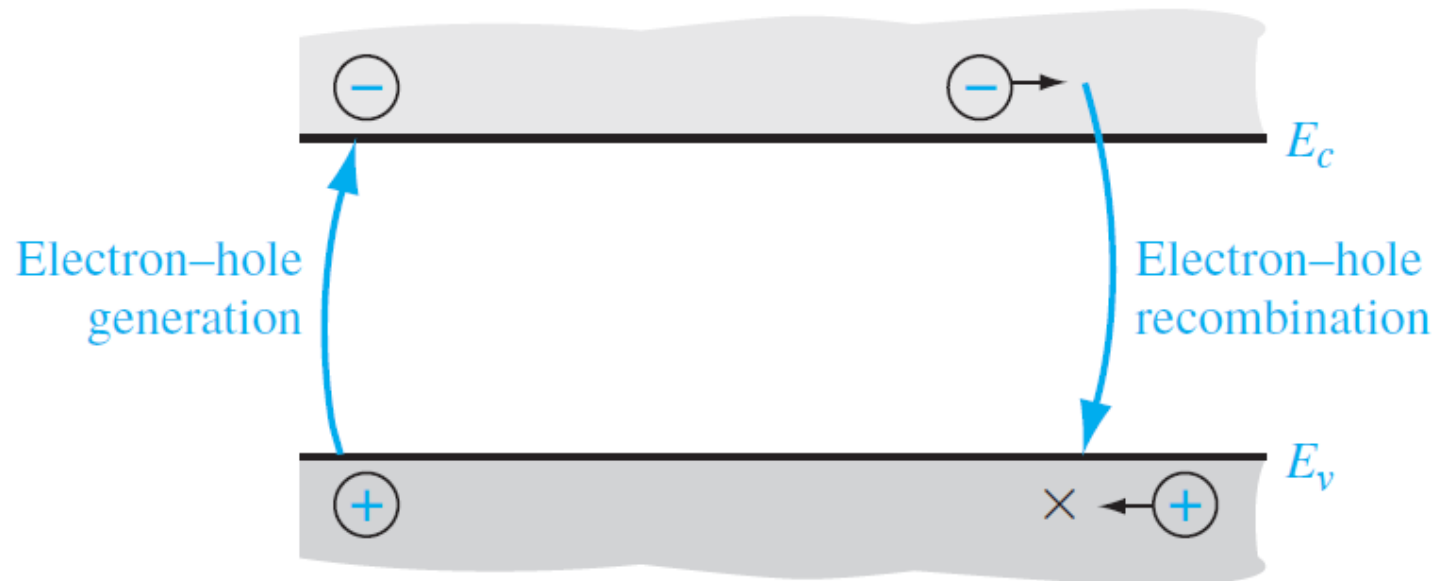 −
−
E_c
Electron–hole
generation
Electron–hole
recombination
E_v
+
×
+